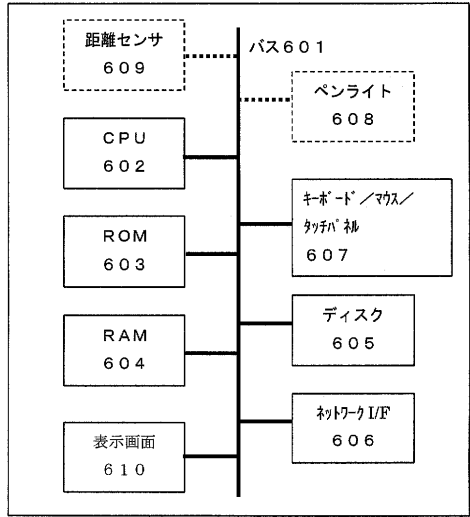 距離センサ
609
バス601
ペンライト
608
CPU
602
キーボード/マウス/
タッチパネル
607
ROM
603
ディスク
605
RAM
604
ネットワークI/F
606
表示画面
610